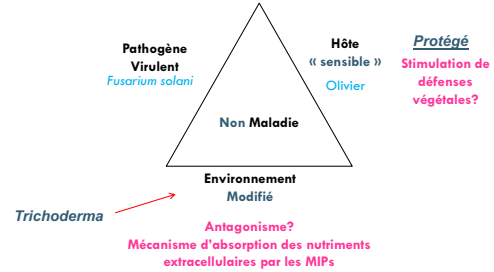 Pathogène
Virulent
Fusarium solani
Hôte
« sensible »
Olivier
Protégé
Stimulation de
défenses
végétales?
Non Maladie
Environnement
Modifié
Trichoderma
Antagonisme?
Mécanisme d'absorption des nutriments
extracellulaires par les MIPs